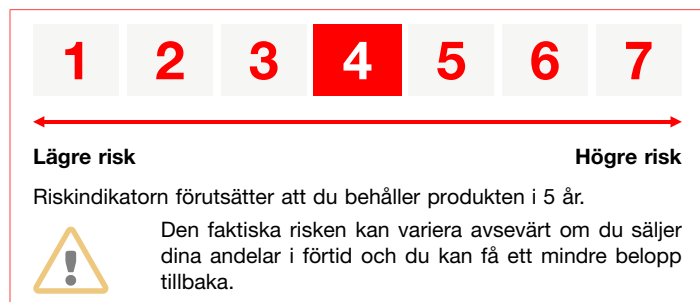 1 2 3 4 5 6 7
Lägre risk Högre risk
Riskindikatorn förutsätter att du behåller produkten i 5 år.
Den faktiska risken kan variera avsevärt om du säljer
dina andelar i förtid och du kan få ett mindre belopp
tillbaka.